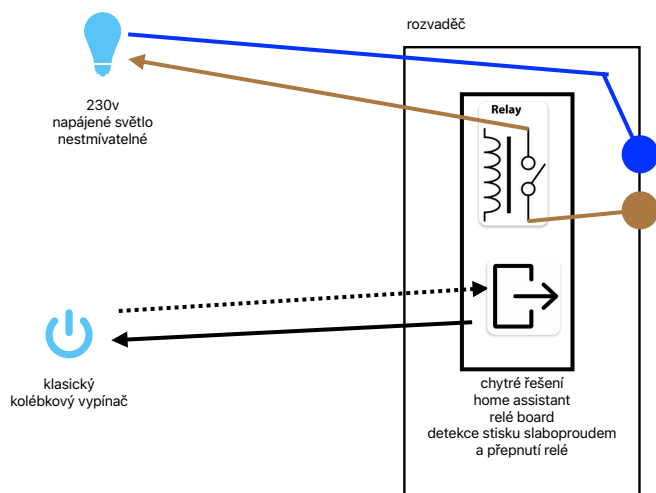 rozvaděč
230v
napájené světlo
nestmívatelné
Relay
klasický
kolébkový vypínač
chytré řešení
home assistant
relé board
detekce stisku slaboproudem
a přepnutí relé